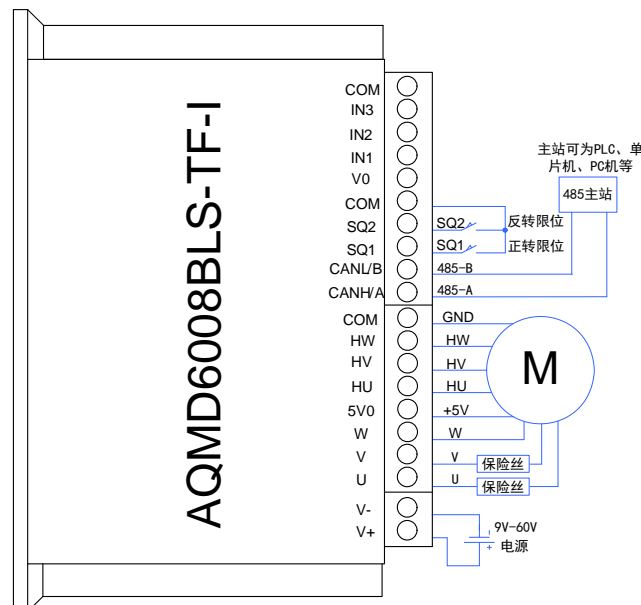 AQMD6008BLS-TF-I
COM
IN3
IN2
IN1
V0
COM
SQ2
SQ1
CANL/B
CANH/A
COM
HW
HV
HU
5V0
W
V
U
V-
V+
主站可为PLC、单
片机、PC机等
485主站
SQ2
反转限位
SQ1
正转限位
485-B
485-A
GND
HW
HV
HU
+5V
W
V
保险丝
U
保险丝
M
-
9V-60V
+
电源